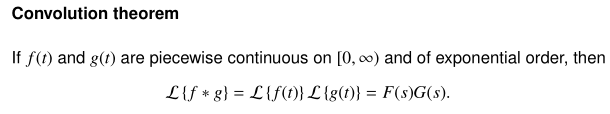 Convolution theorem
If f(t) and g(t) are piecewise continuous on [0, ∞) and of exponential order, then
ℒ{f ∗ g} = ℒ{f(t)} ℒ{g(t)} = F(s)G(s).